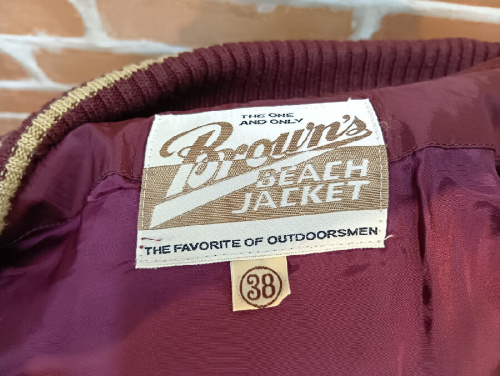 THE ONE
AND ONLY
Brown's
BEACH
JACKET
THE FAVORITE OF OUTDOORSMEN
38